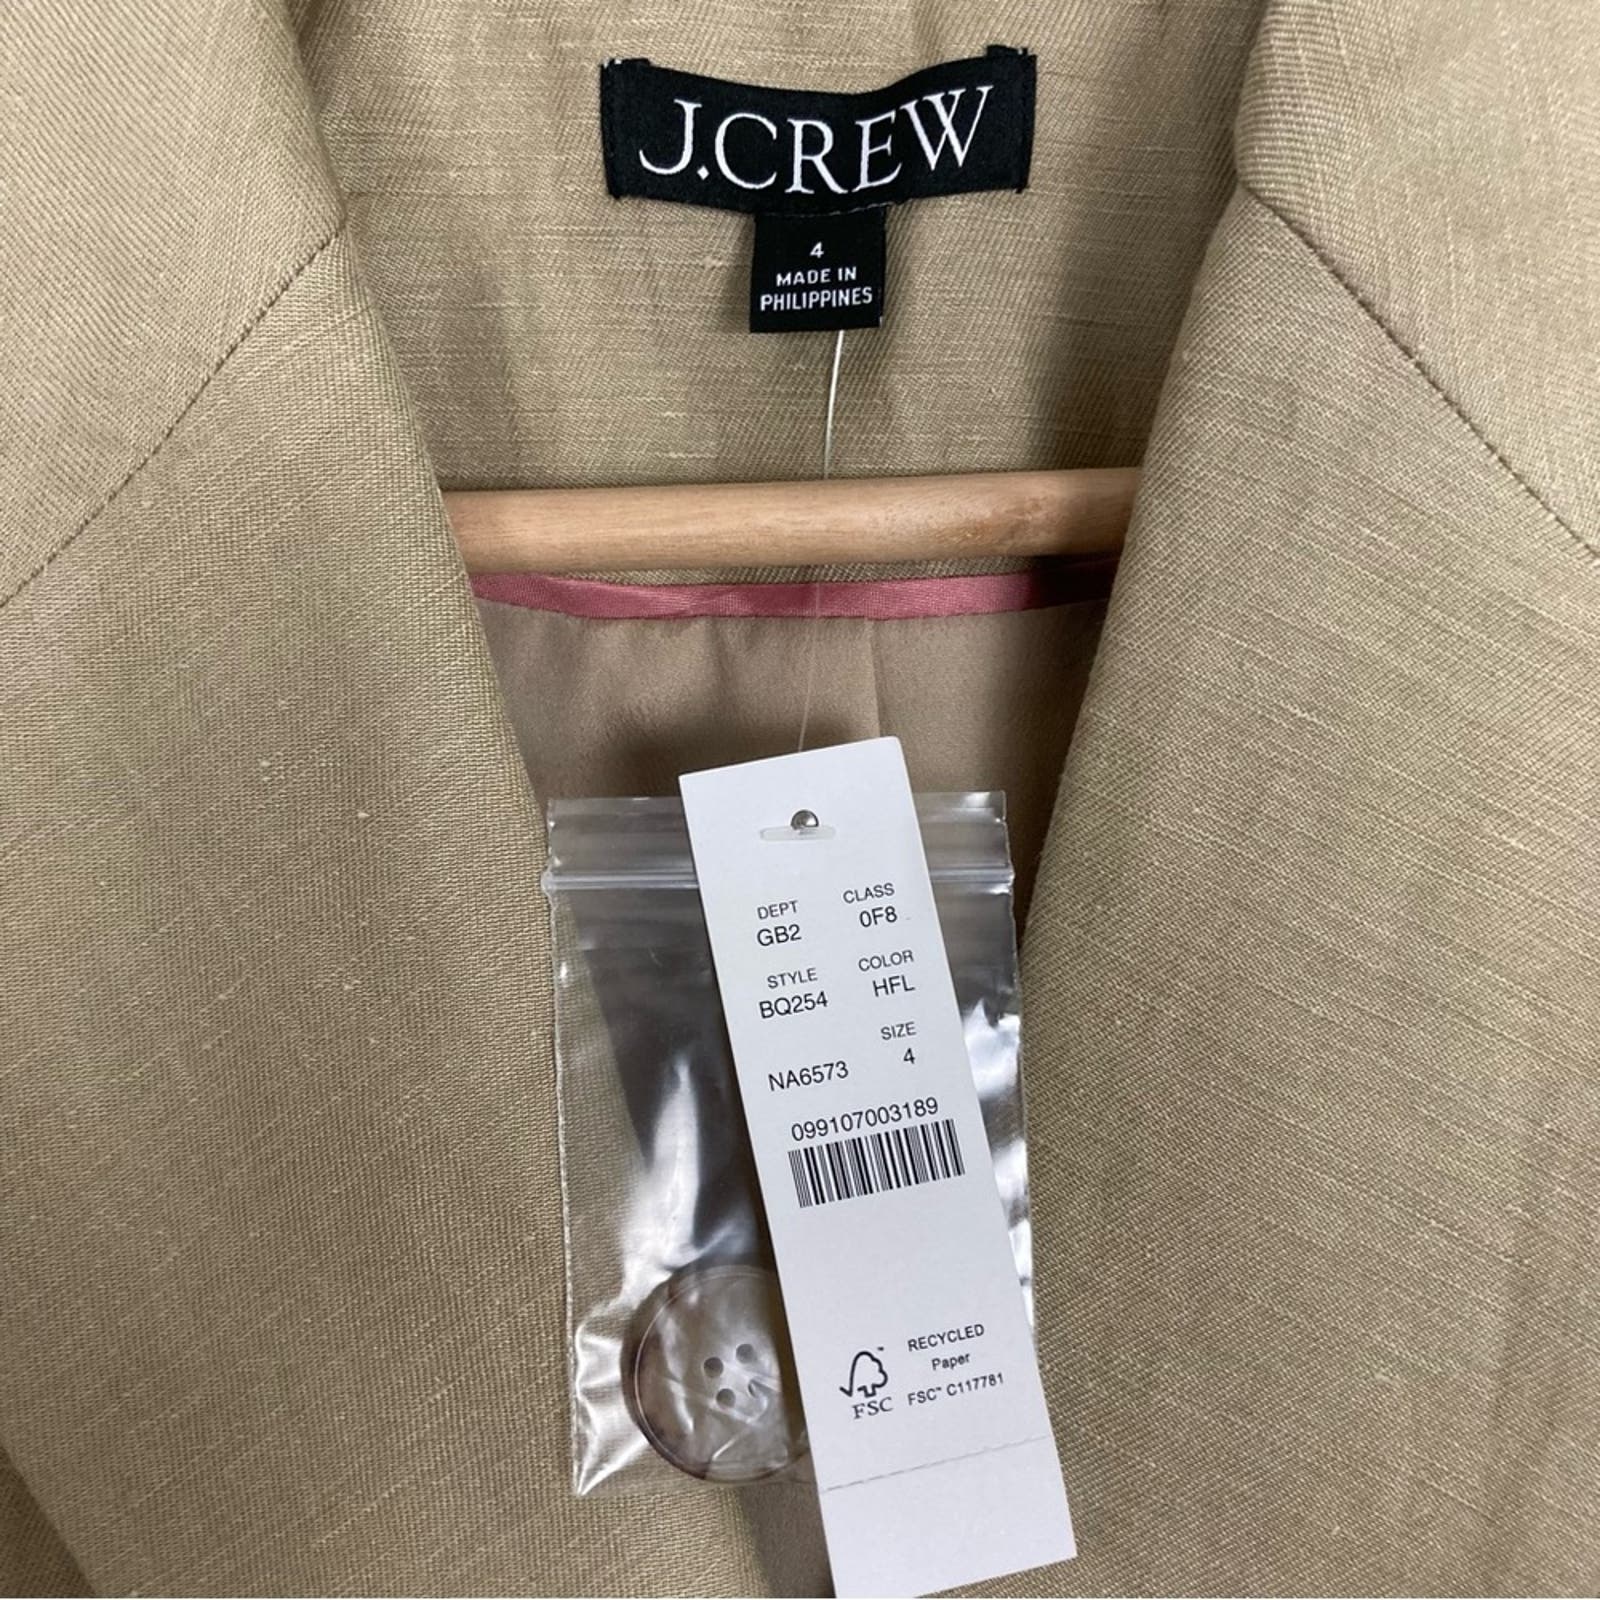 J.CREW
4
MADE IN
PHILIPPINES
DEPT CLASS
GB2 0F8
STYLE COLOR
BQ254 HFL
SIZE
NA6573 4
099107003189
RECYCLED
Paper
FSC FSC™ C117781